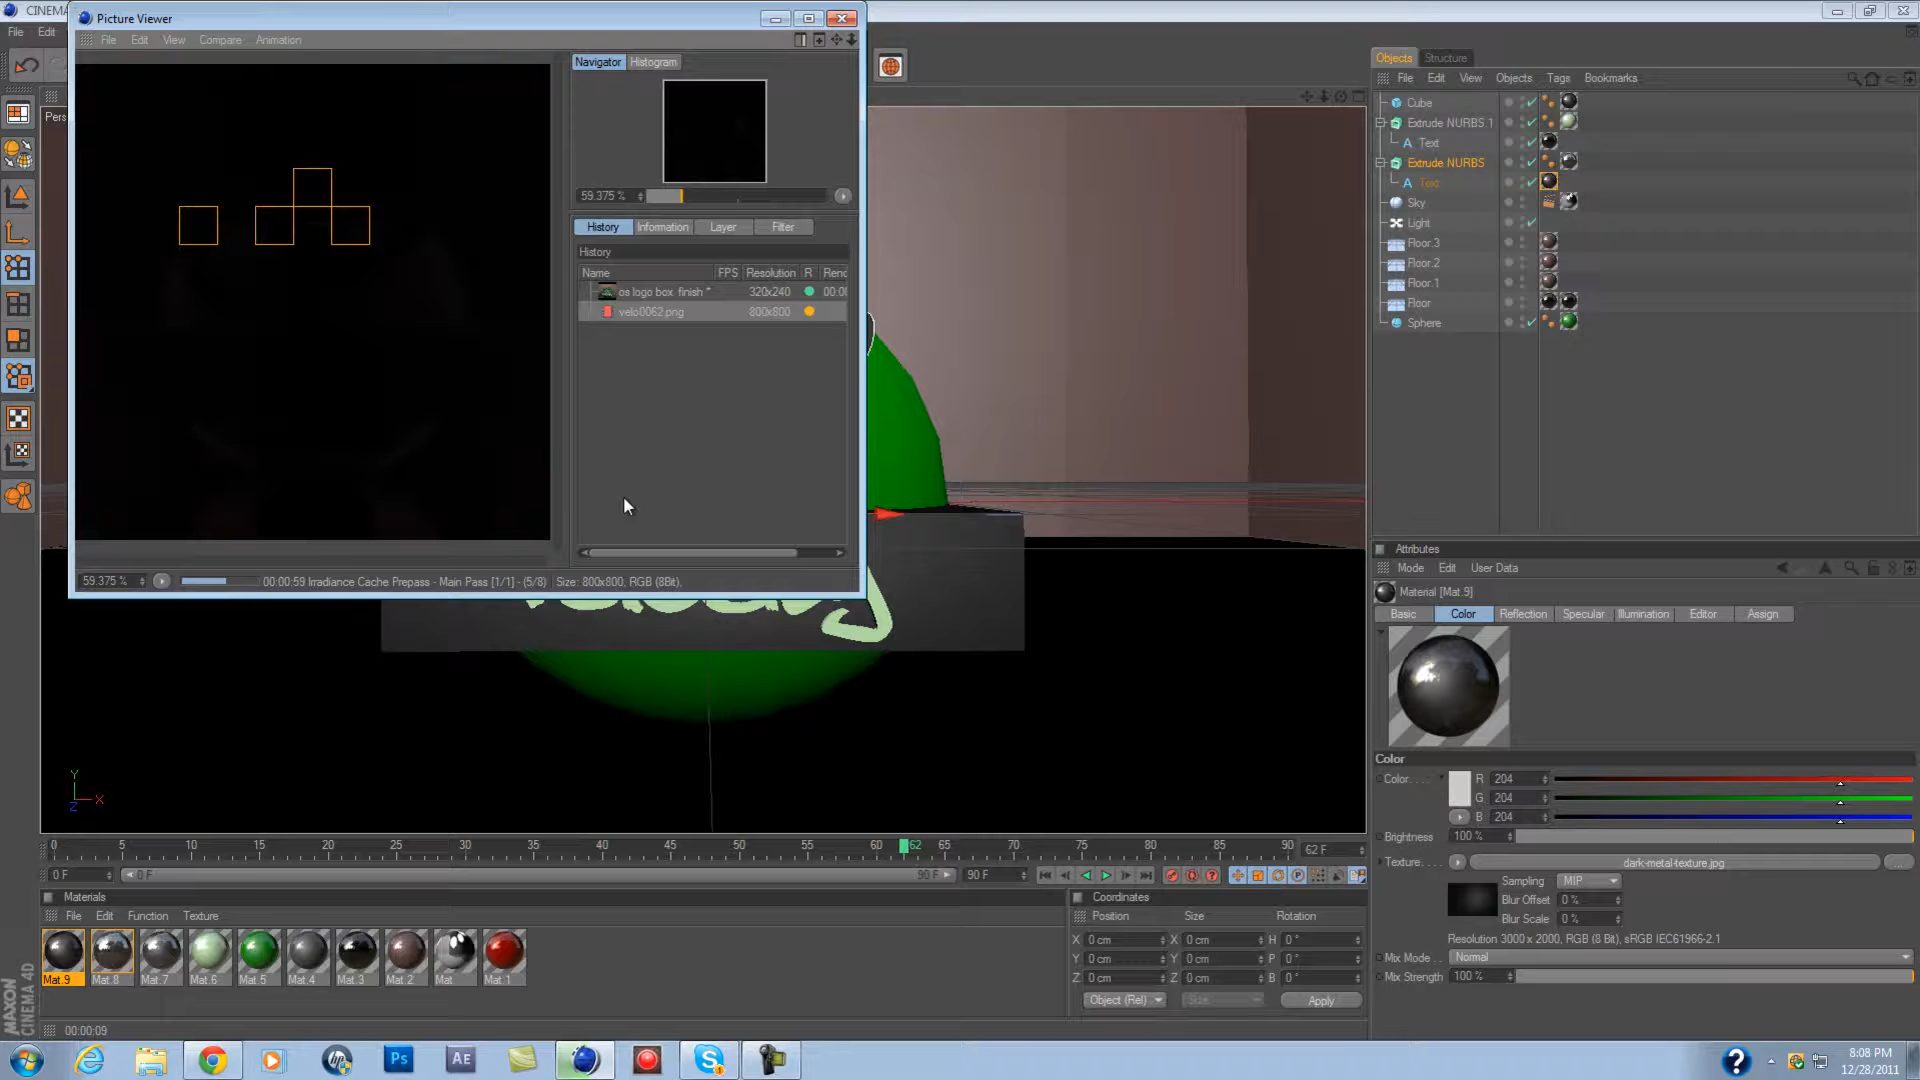 CINEMA
Picture Viewer
File Edit
File Edit View Compare Animation
Navigator Histogram
Pers
59.375 %
History Information Layer Filter
History
Name FPS Resolution R Rend
os logo box finish * 320x240 00:00
velo0062.png 800x800
59.375 % 00:00:59 Irradiance Cache Prepass - Main Pass [1/1] - (5/8) Size: 800x800, RGB (8Bit),
Objects Structure
File Edit View Objects Tags Bookmarks
Cube
Extrude NURBS.1
Text
Extrude NURBS
Text
Sky
Light
Floor.3
Floor.2
Floor.1
Floor
Sphere
Attributes
Mode Edit User Data
Material [Mat.9]
Basic Color Reflection Specular Illumination Editor Assign
Color
Color. . . . R 204
G 204
B 204
Brightness 100 %
Texture. . . . dark-metal-texture.jpg ...
Sampling MIP
Blur Offset 0 %
Blur Scale 0 %
Resolution 3000 x 2000, RGB (8 Bit), sRGB IEC61966-2.1
Mix Mode . . Normal
Mix Strength 100 %
Y
X
Z
0 5 10 15 20 25 30 35 40 45 50 55 60 62 65 70 75 80 85 90 62 F
0 F 0 F 90 F 90 F
Materials
File Edit Function Texture
Mat.9 Mat.8 Mat.7 Mat.6 Mat.5 Mat.4 Mat.3 Mat.2 Mat Mat.1
Coordinates
Position Size Rotation
X 0 cm X 0 cm H 0 °
Y 0 cm Y 0 cm P 0 °
Z 0 cm Z 0 cm B 0 °
Object (Rel) Size Apply
MAXON
CINEMA 4D
00:00:09
Ps AE
8:08 PM
12/28/2011